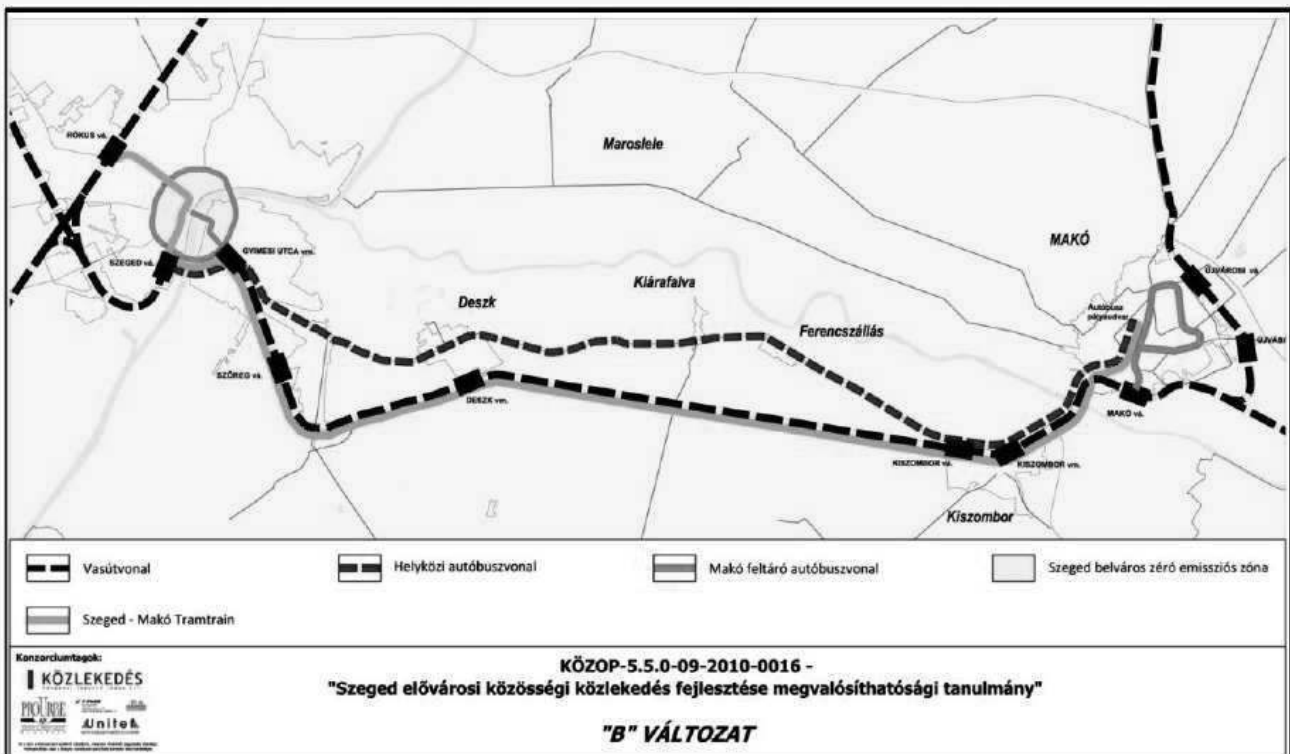 RÓKUS vá.
Maroslele
MAKÓ
GYIMESI UTCA vm.
SZEGED vá.
ÚJVÁROSI vá.
Klárafalva
Deszk
Autóbusz
pályaudvar
Ferencszállás
SZŐREG vá.
DESZK vm.
MAKÓ vá.
KISZOMBOR vá.
KISZOMBOR vm.
Kiszombor
Vasútvonal
Helyközi autóbuszvonal
Makó feltáró autóbuszvonal
Szeged belváros zéró emissziós zóna
Szeged - Makó Tramtrain
Konzorciumtagok:
KÖZLEKEDÉS
PROURBE
UniteA
KÖZOP-5.5.0-09-2010-0016 -
"Szeged elővárosi közösségi közlekedés fejlesztése megvalósíthatósági tanulmány"
"B" VÁLTOZAT